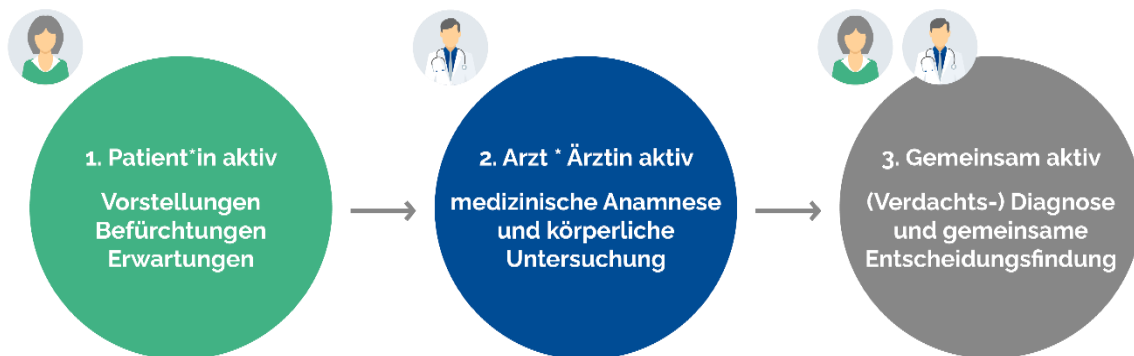 1. Patient*in aktiv
Vorstellungen
Befürchtungen
Erwartungen
2. Arzt * Ärztin aktiv
medizinische Anamnese
und körperliche
Untersuchung
3. Gemeinsam aktiv
(Verdachts-) Diagnose
und gemeinsame
Entscheidungsfindung